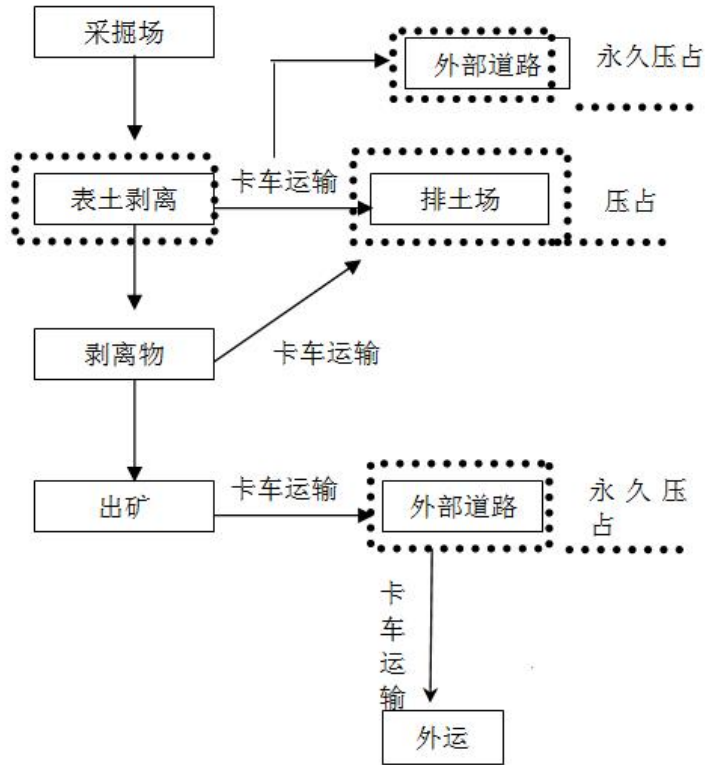 采掘场
外部道路
永久压占
表土剥离
卡车运输
排土场
压占
剥离物
卡车运输
出矿
卡车运输
外部道路
永久压
占
卡
车
运
输
外运